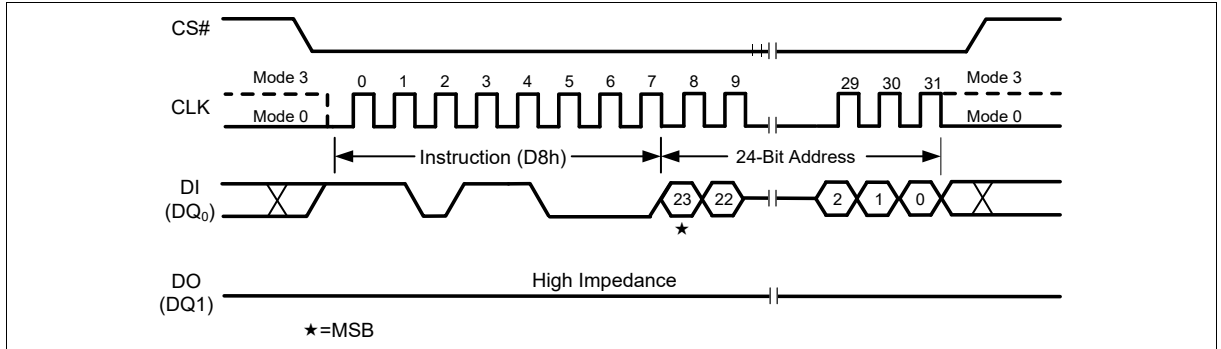 CS#
Mode 3 0 1 2 3 4 5 6 7 8 9 29 30 31 Mode 3
CLK
Mode 0 Mode 0
Instruction (D8h) 24-Bit Address
DI
(DQ₀) 23 22 2 1 0
★
DO High Impedance
(DQ1)
★=MSB